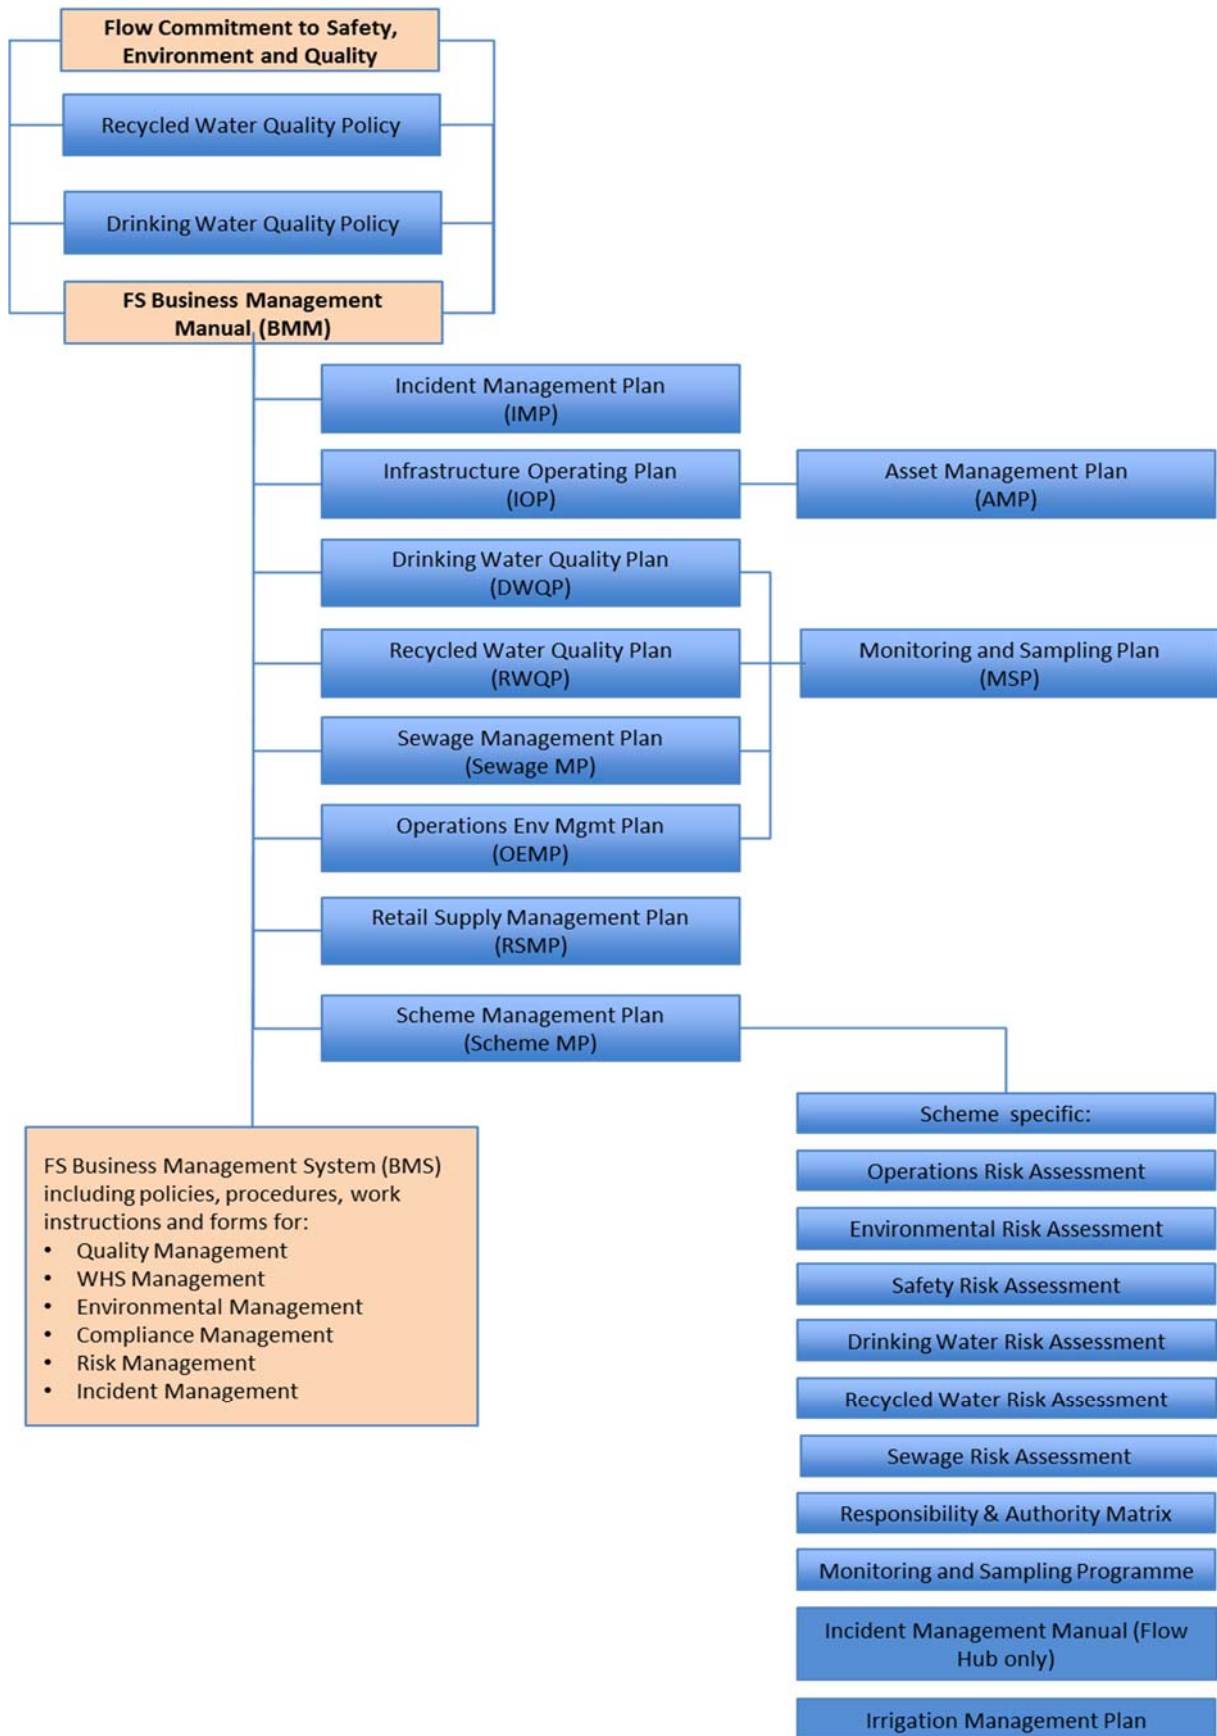 Flow Commitment to Safety,
Environment and Quality
Recycled Water Quality Policy
Drinking Water Quality Policy
FS Business Management
Manual (BMM)
Incident Management Plan
(IMP)
Infrastructure Operating Plan
(IOP)
Asset Management Plan
(AMP)
Drinking Water Quality Plan
(DWQP)
Recycled Water Quality Plan
(RWQP)
Monitoring and Sampling Plan
(MSP)
Sewage Management Plan
(Sewage MP)
Operations Env Mgmt Plan
(OEMP)
Retail Supply Management Plan
(RSMP)
Scheme Management Plan
(Scheme MP)
FS Business Management System (BMS)
including policies, procedures, work
instructions and forms for:
• Quality Management
• WHS Management
• Environmental Management
• Compliance Management
• Risk Management
• Incident Management
Scheme specific:
Operations Risk Assessment
Environmental Risk Assessment
Safety Risk Assessment
Drinking Water Risk Assessment
Recycled Water Risk Assessment
Sewage Risk Assessment
Responsibility & Authority Matrix
Monitoring and Sampling Programme
Incident Management Manual (Flow
Hub only)
Irrigation Management Plan